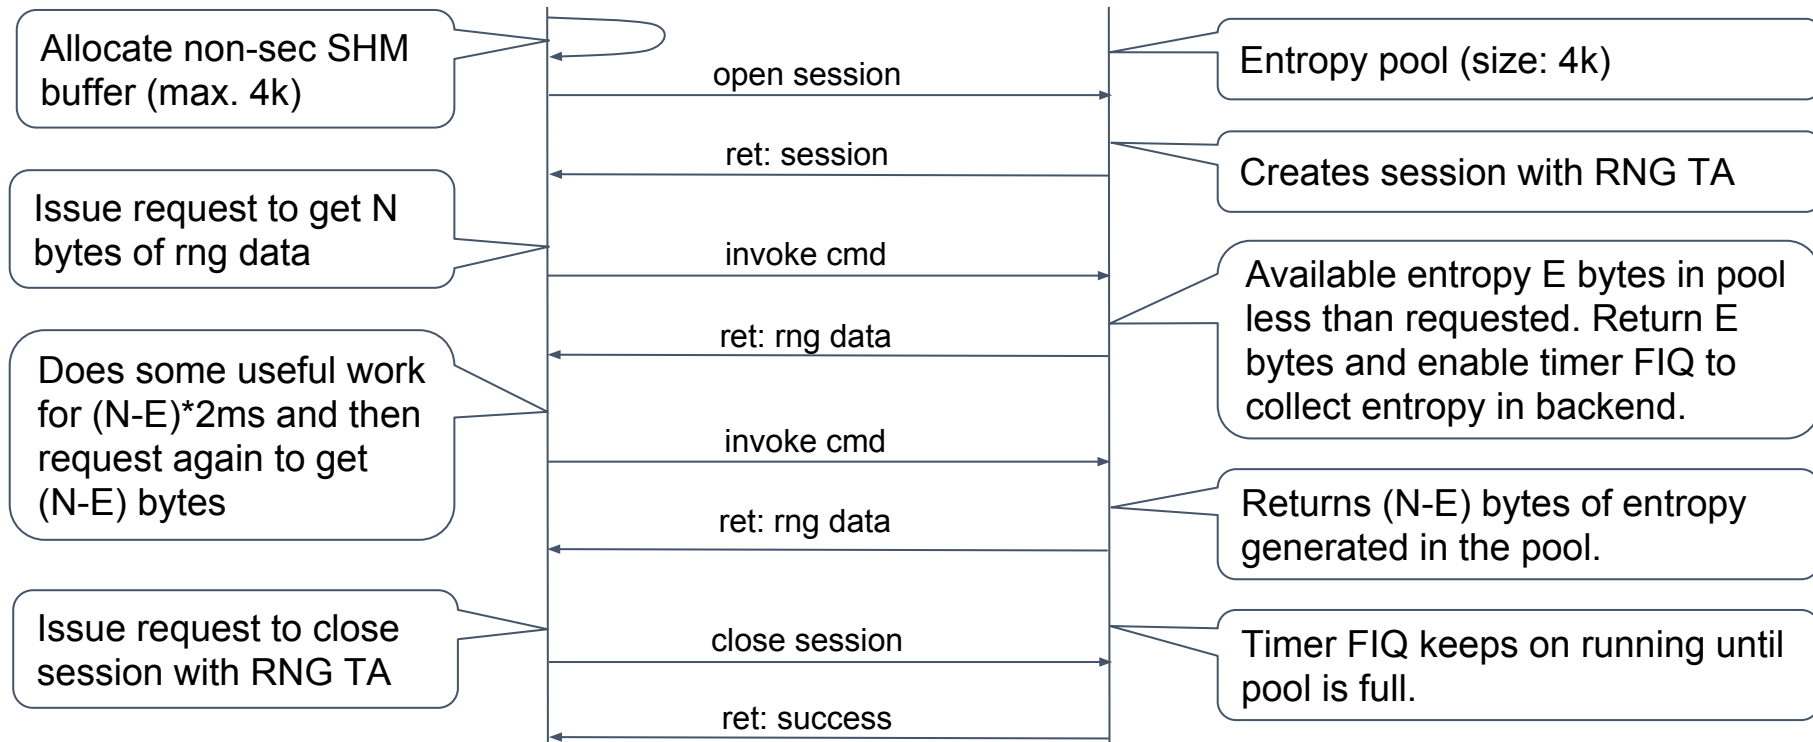 Allocate non-sec SHM
buffer (max. 4k)
open session
Entropy pool (size: 4k)
ret: session
Creates session with RNG TA
Issue request to get N
bytes of rng data
invoke cmd
Available entropy E bytes in pool
less than requested. Return E
bytes and enable timer FIQ to
collect entropy in backend.
ret: rng data
Does some useful work
for (N-E)*2ms and then
request again to get
(N-E) bytes
invoke cmd
Returns (N-E) bytes of entropy
generated in the pool.
ret: rng data
Issue request to close
session with RNG TA
close session
Timer FIQ keeps on running until
pool is full.
ret: success